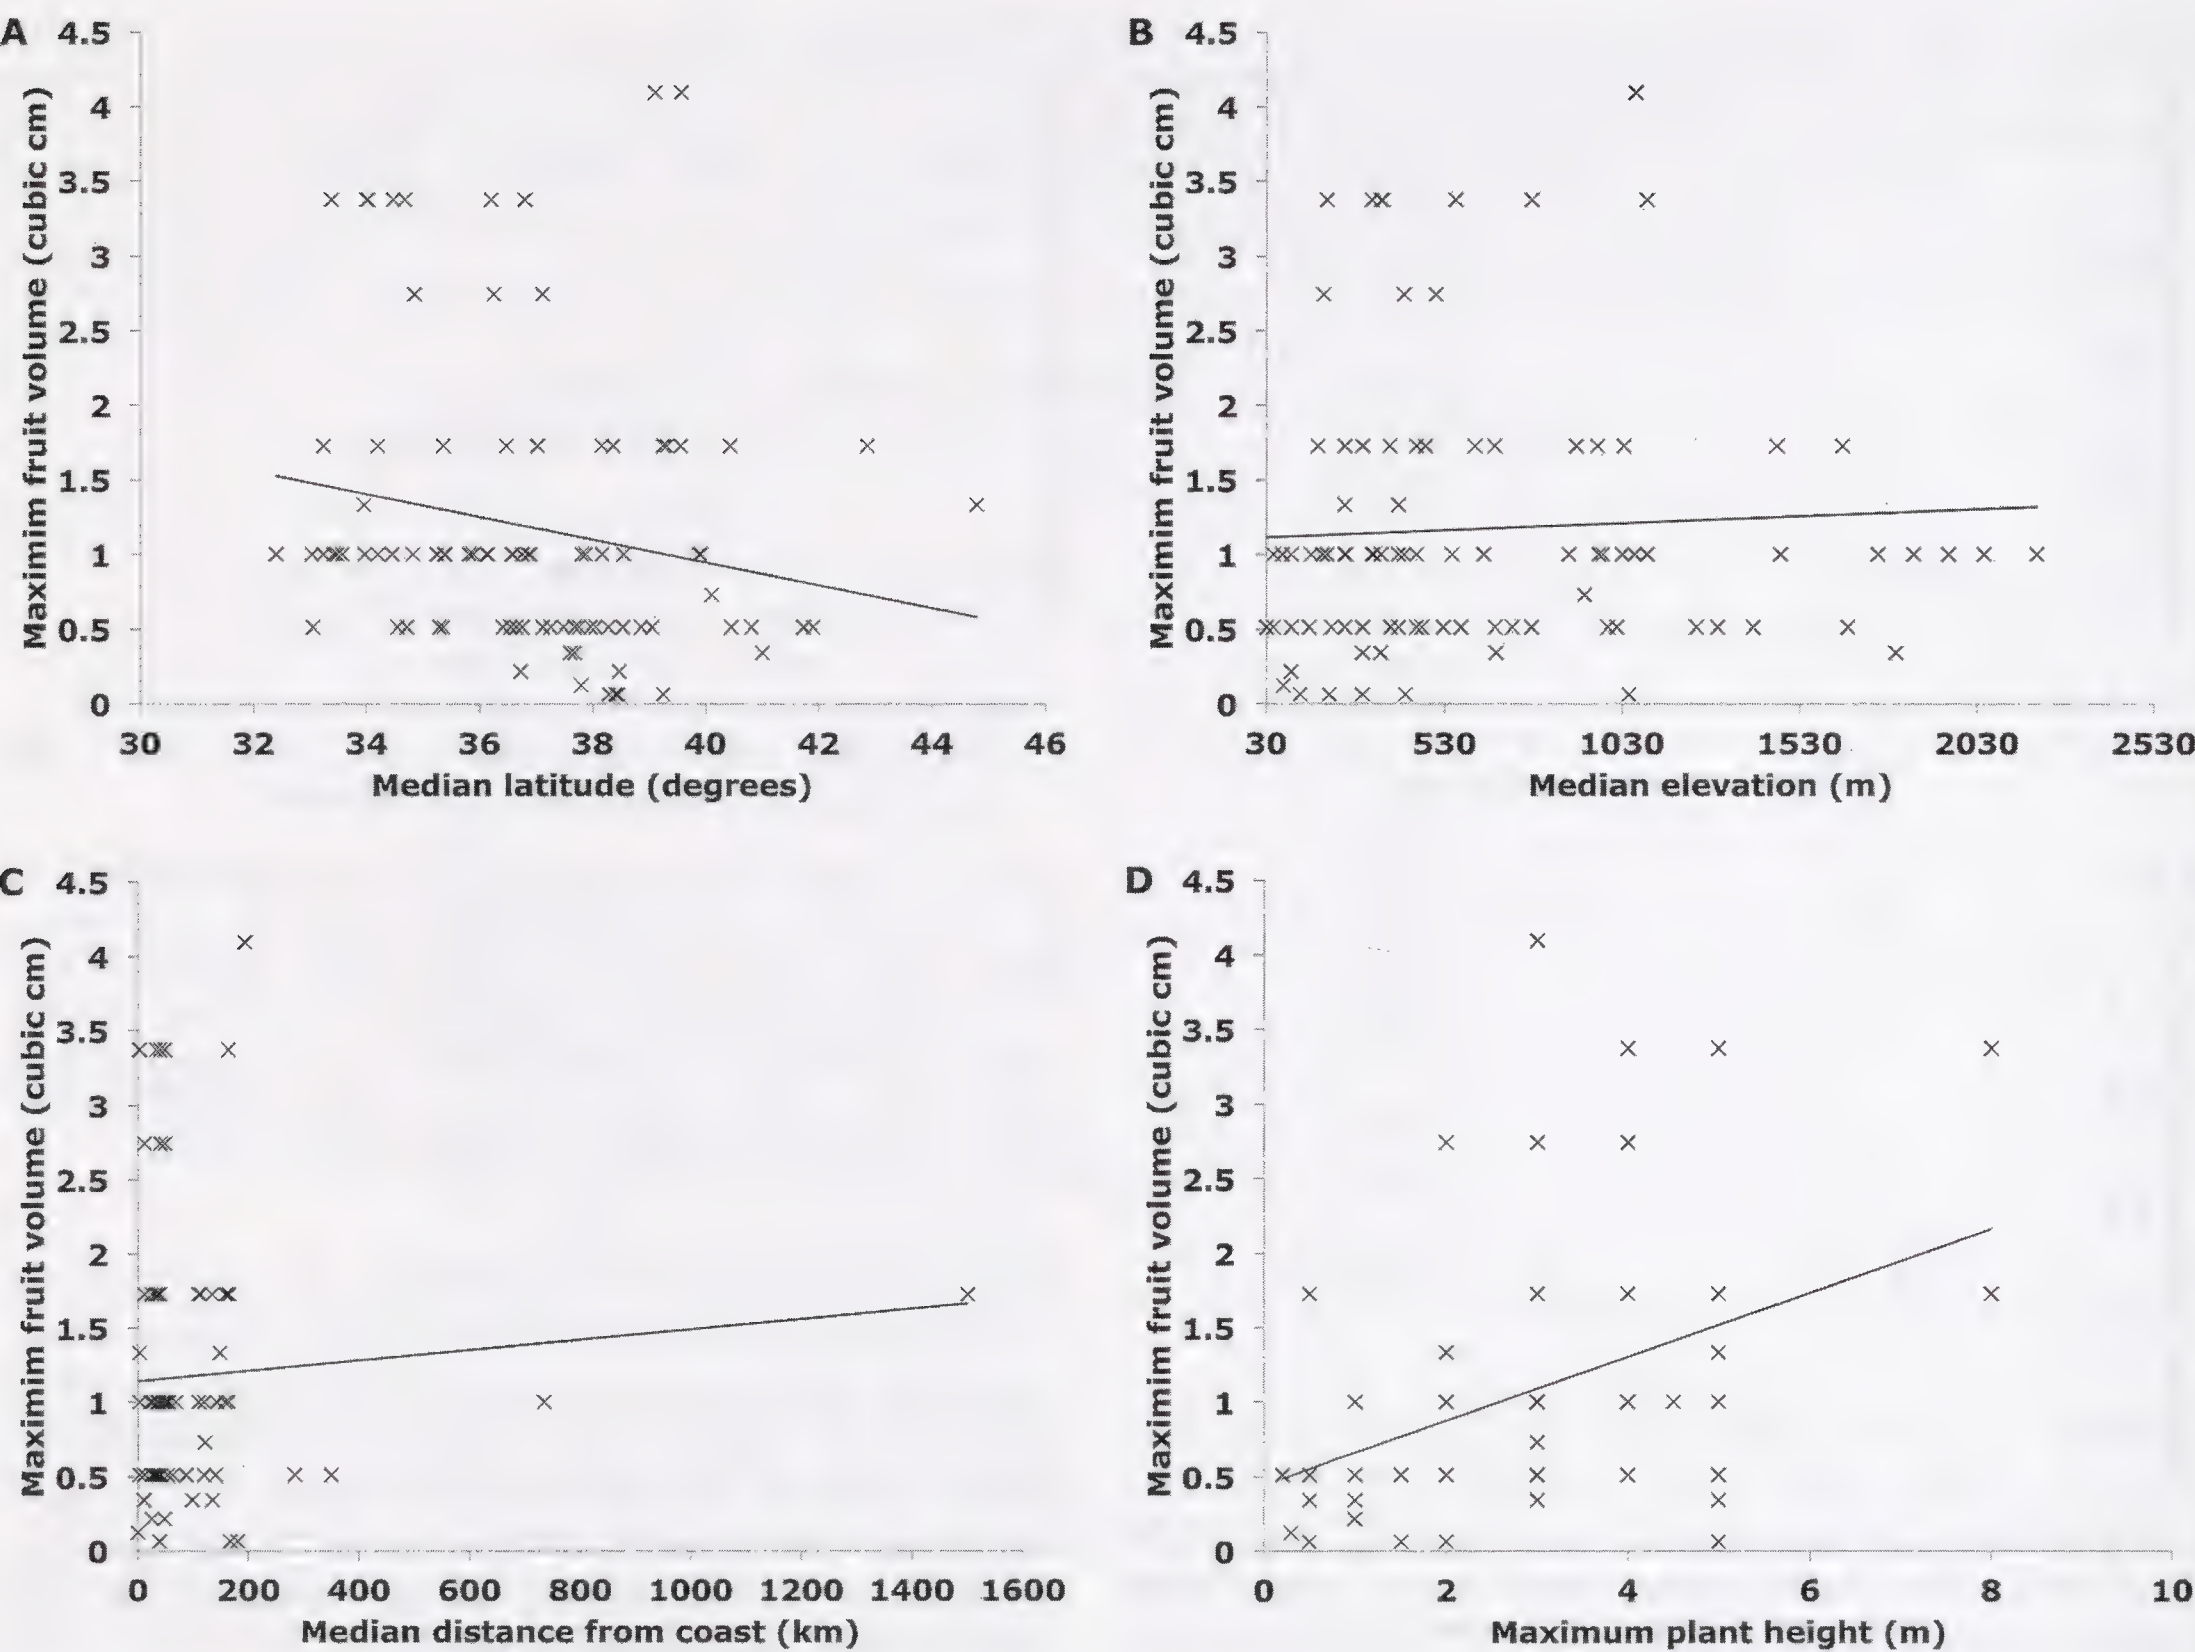 A
4.5
4
3.5
3
2.5
2
1.5
1
0.5
0
Maximim fruit volume (cubic cm)
30 32 34 36 38 40 42 44 46
Median latitude (degrees)
B
4.5
4
3.5
3
2.5
2
1.5
1
0.5
0
Maximim fruit volume (cubic cm)
30 530 1030 1530 2030 2530
Median elevation (m)
C
4.5
4
3.5
3
2.5
2
1.5
1
0.5
0
Maximim fruit volume (cubic cm)
0 200 400 600 800 1000 1200 1400 1600
Median distance from coast (km)
D
4.5
4
3.5
3
2.5
2
1.5
1
0.5
0
Maximim fruit volume (cubic cm)
0 2 4 6 8 10
Maximum plant height (m)